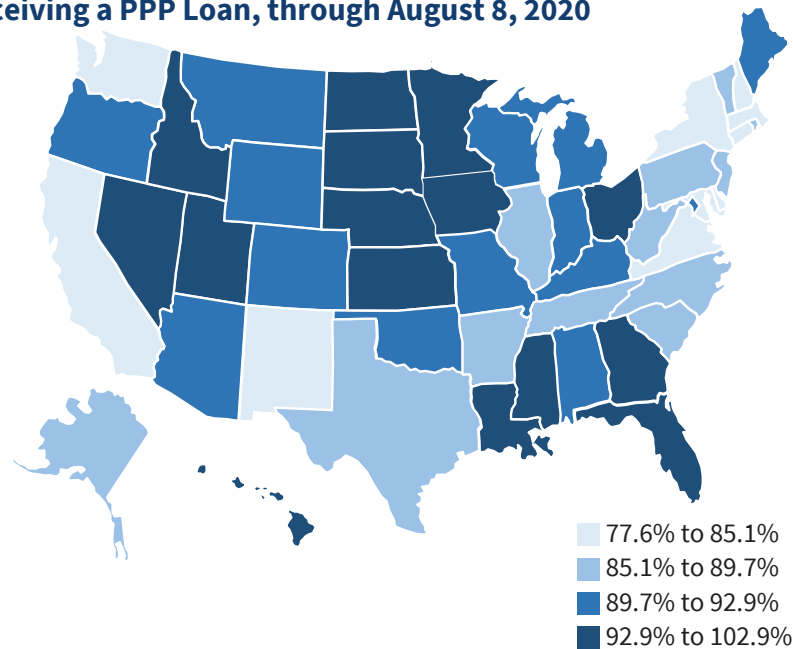 ceiving a PPP Loan, through August 8, 2020
77.6% to 85.1%
85.1% to 89.7%
89.7% to 92.9%
92.9% to 102.9%